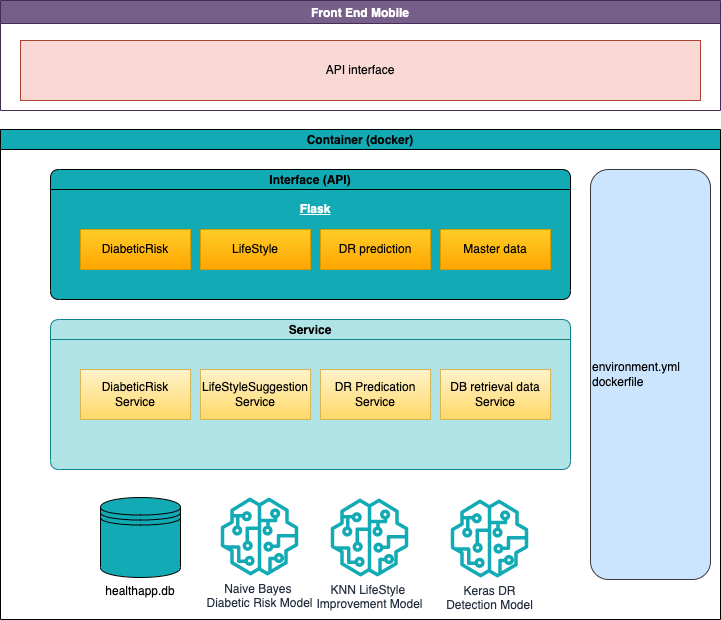 Front End Mobile
API interface
Container (docker)
Interface (API)
Flask
DiabeticRisk
LifeStyle
DR prediction
Master data
environment.yml
dockerfile
Service
DiabeticRisk
Service
LifeStyleSuggestion
Service
DR Predication
Service
DB retrieval data
Service
healthapp.db
Naive Bayes
Diabetic Risk Model
KNN LifeStyle
Improvement Model
Keras DR
Detection Model